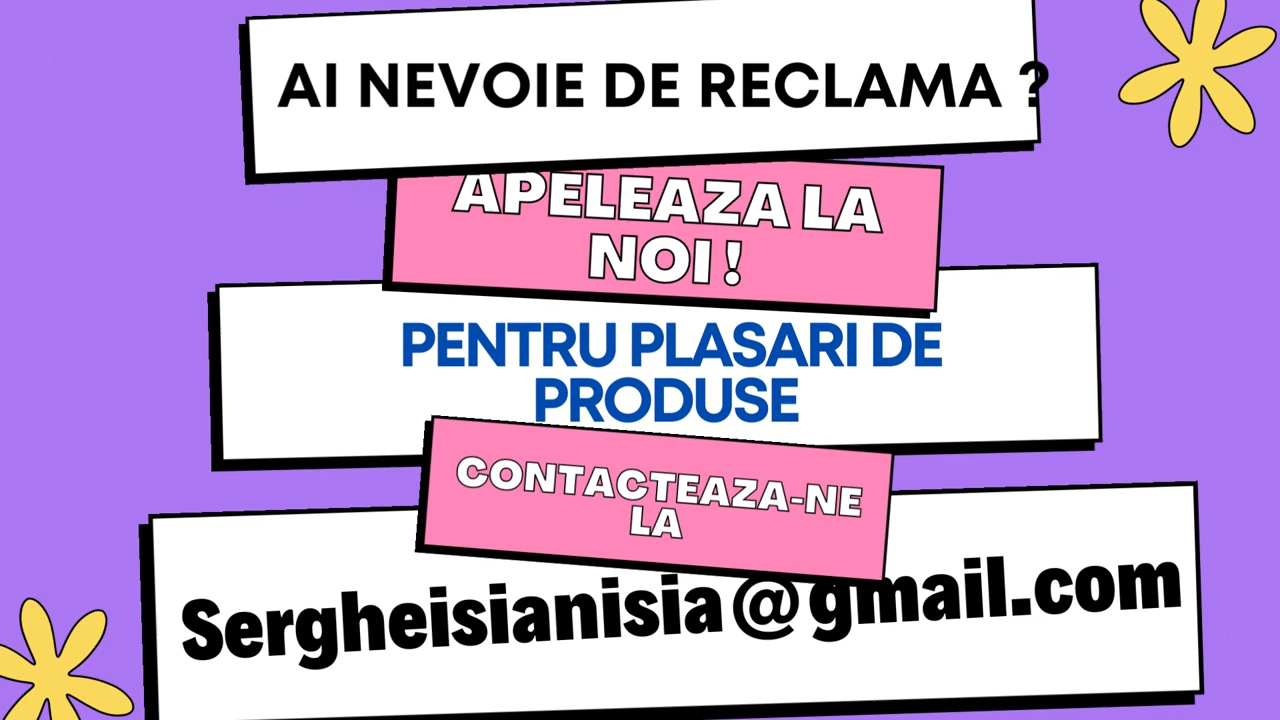 AI NEVOIE DE RECLAMA ?
APELEAZA LA
NOI !
PENTRU PLASARI DE
PRODUSE
CONTACTEAZA-NE
LA
Sergheisianisia@gmail.com